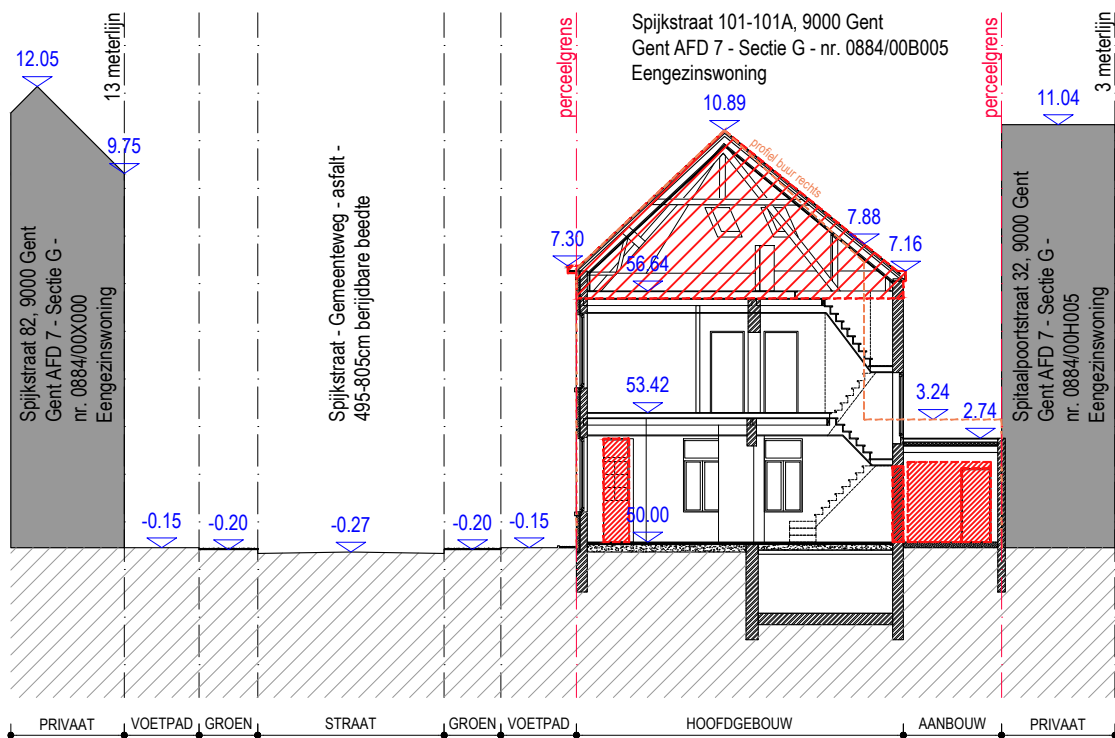 Spijkstraat 101-101A, 9000 Gent
Gent AFD 7 - Sectie G - nr. 0884/00B005
Eengezinswoning
12.05
13 meterlijn
9.75
perceelgrens
10.89
perceelgrens
11.04
3 meterlijn
profiel buur rechts
7.30
7.88
7.16
56.64
Spijkstraat 82, 9000 Gent
Gent AFD 7 - Sectie G -
nr. 0884/00X000
Eengezinswoning
Spijkstraat - Gemeenteweg - asfalt -
495-805cm berijdbare beedte
53.42
3.24
2.74
Spitaalpoortstraat 32, 9000 Gent
Gent AFD 7 - Sectie G -
nr. 0884/00H005
Eengezinswoning
-0.15
-0.20
-0.27
-0.20
-0.15
50.00
PRIVAAT
VOETPAD
GROEN
STRAAT
GROEN
VOETPAD
HOOFDGEBOUW
AANBOUW
PRIVAAT